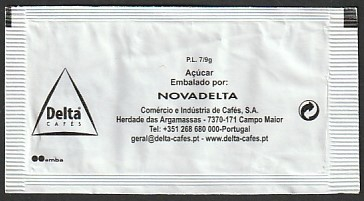 P.L. 7/9g
Açúcar
Embalado por:
NOVADELTA
Comércio e Indústria de Cafés, S.A.
Herdade das Argamassas - 7370-171 Campo Maior
Tel: +351 268 680 000-Portugal
geral@delta-cafes.pt - www.delta-cafes.pt
Delta
CAFÉS
amba